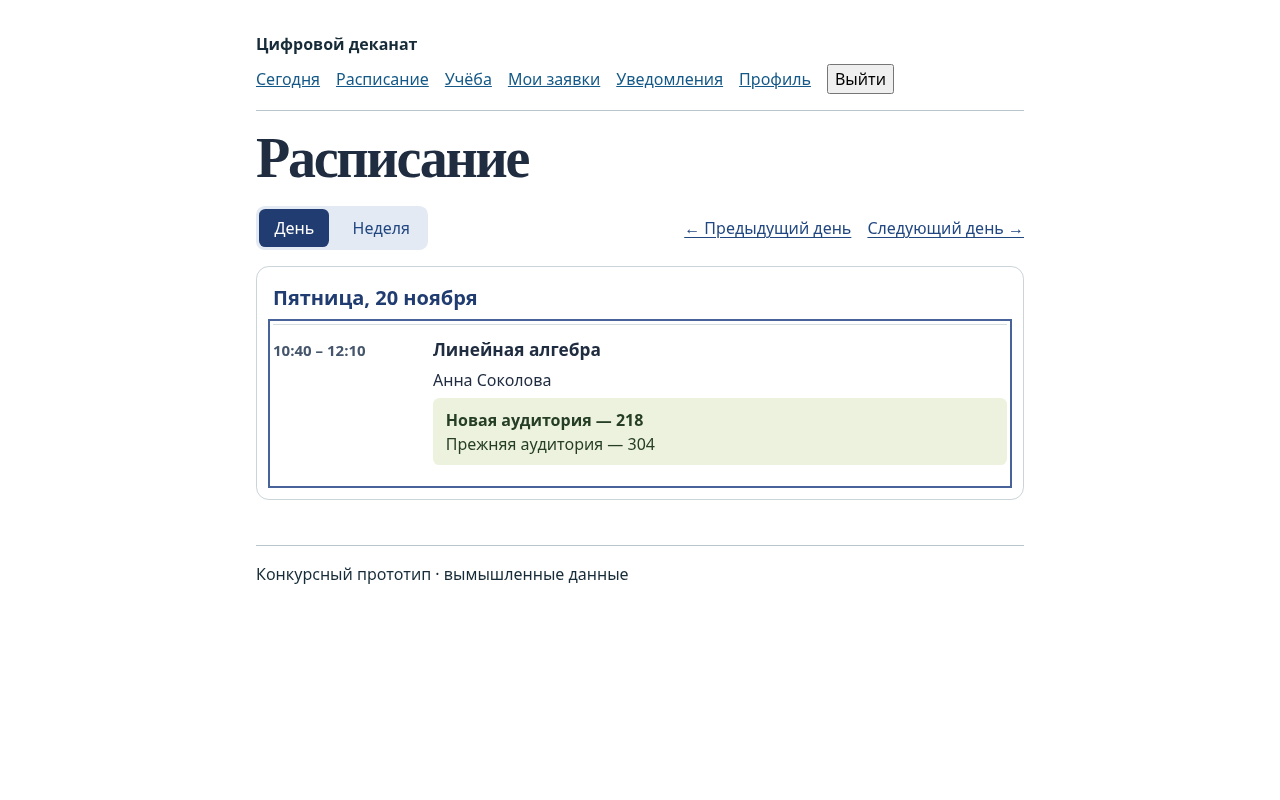 Цифровой деканат
Сегодня Расписание Учёба Мои заявки Уведомления Профиль Выйти
Расписание
День Неделя ← Предыдущий день Следующий день →
Пятница, 20 ноября
10:40 – 12:10 Линейная алгебра
Анна Соколова
Новая аудитория — 218
Прежняя аудитория — 304
Конкурсный прототип · вымышленные данные